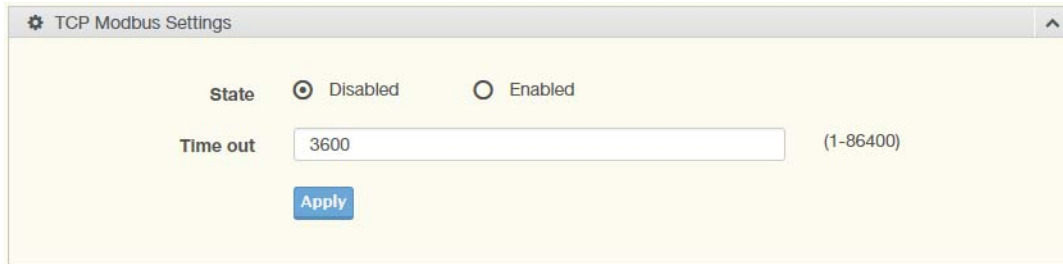 TCP Modbus Settings
State Disabled Enabled
Time out 3600 (1-86400)
Apply